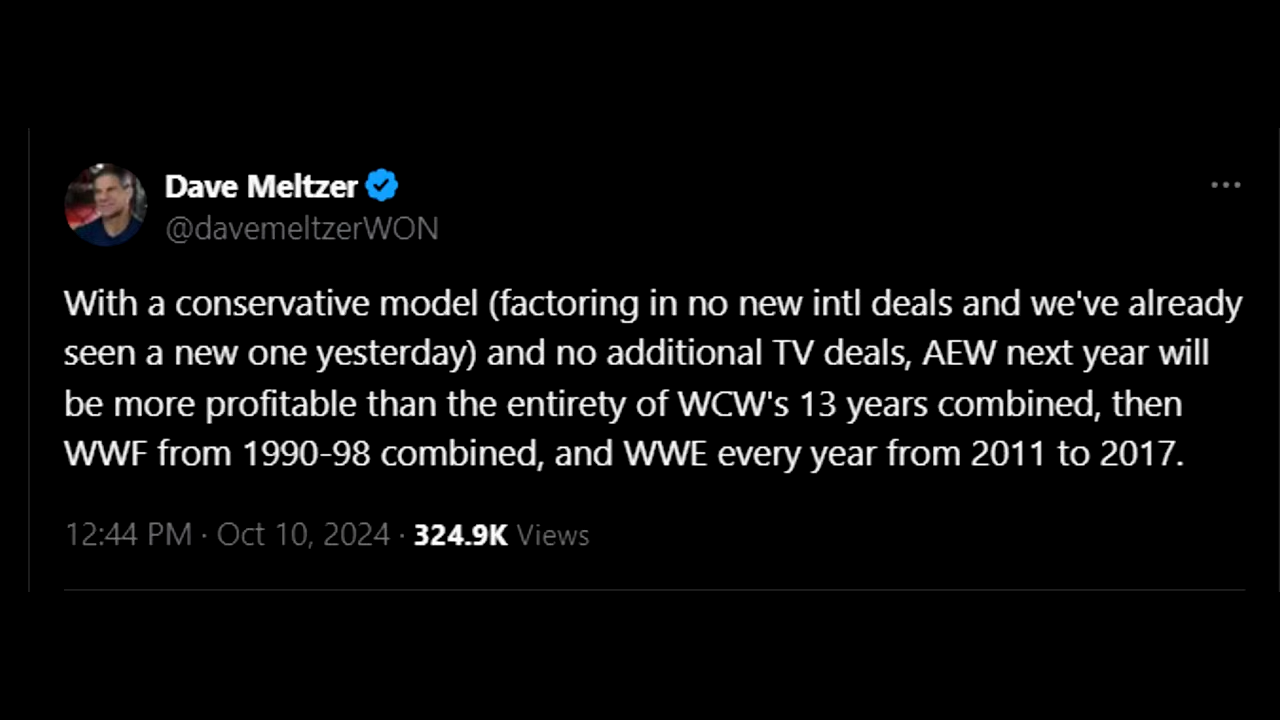 Dave Meltzer
@davemeltzerWON
With a conservative model (factoring in no new intl deals and we've already
seen a new one yesterday) and no additional TV deals, AEW next year will
be more profitable than the entirety of WCW's 13 years combined, then
WWF from 1990-98 combined, and WWE every year from 2011 to 2017.
12:44 PM · Oct 10, 2024 · 324.9K Views